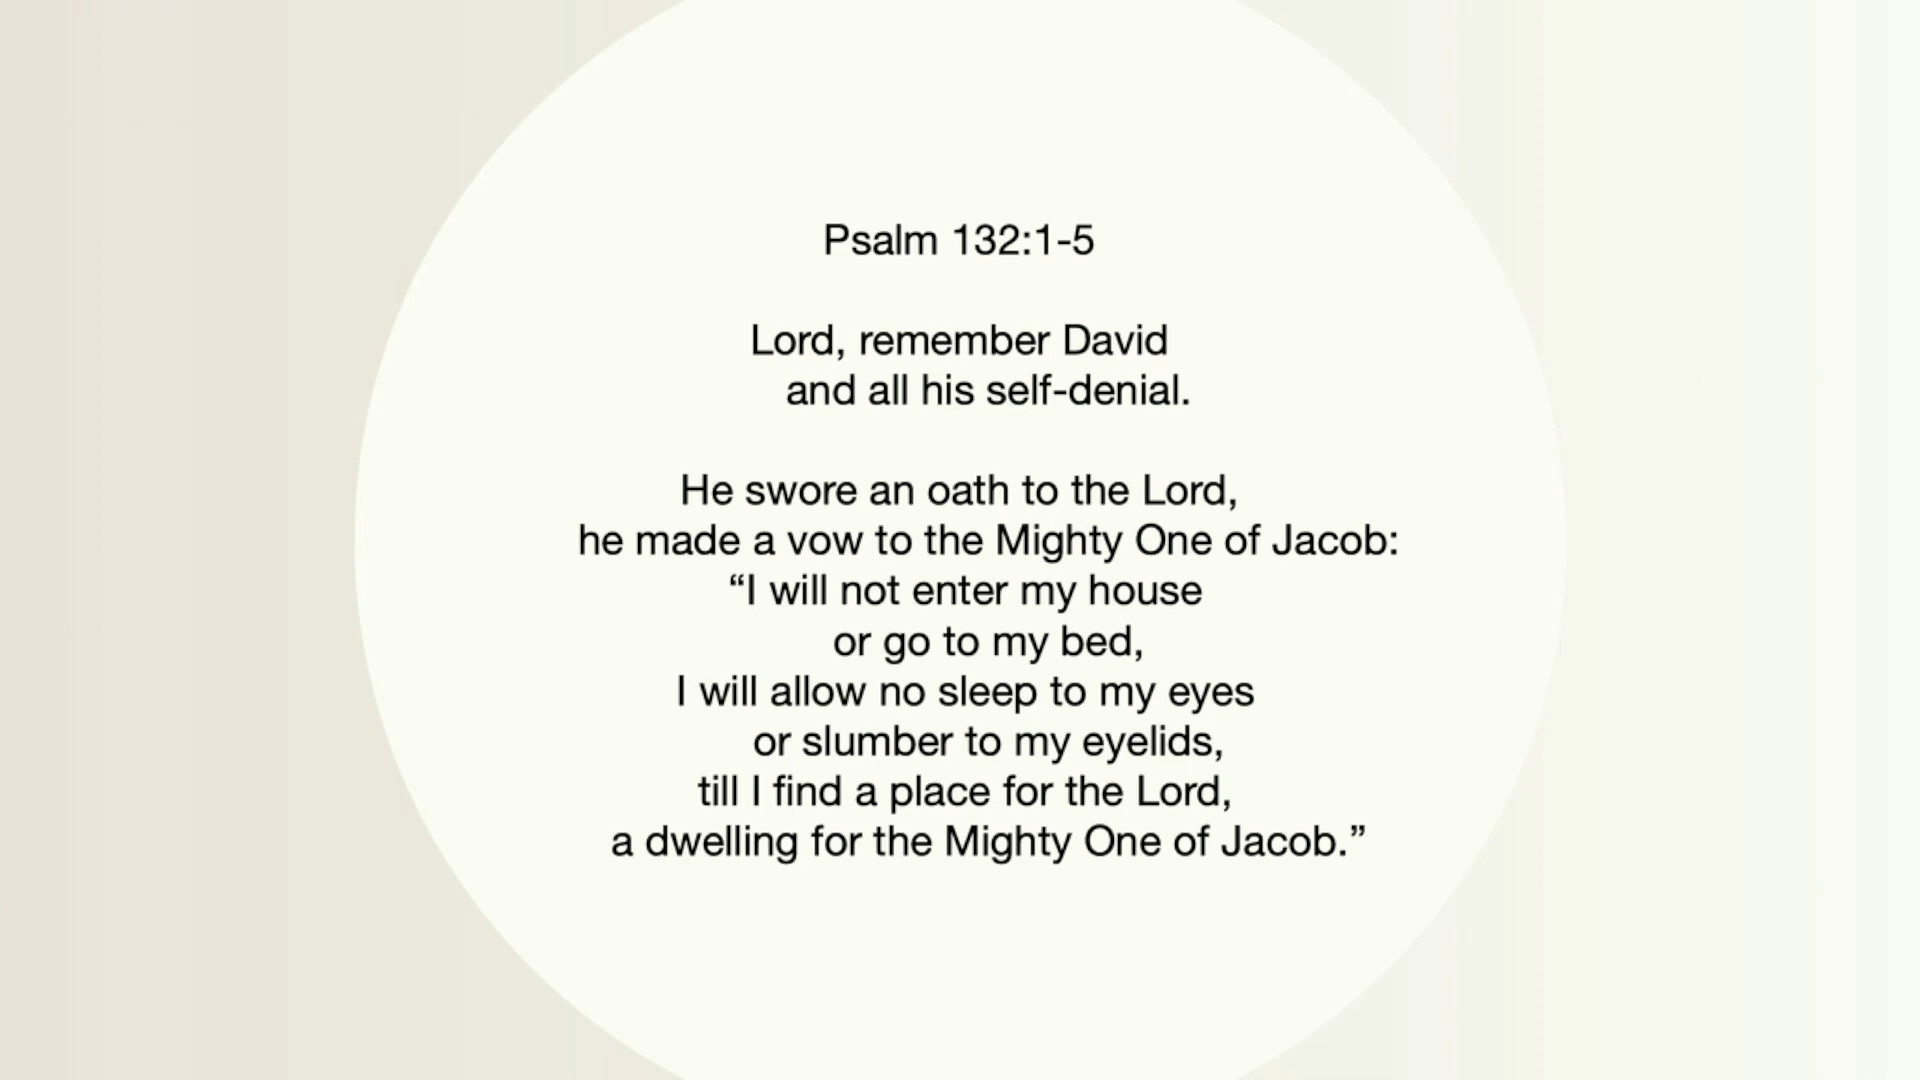 Psalm 132:1-5
Lord, remember David
and all his self-denial.
He swore an oath to the Lord,
he made a vow to the Mighty One of Jacob:
“I will not enter my house
or go to my bed,
I will allow no sleep to my eyes
or slumber to my eyelids,
till I find a place for the Lord,
a dwelling for the Mighty One of Jacob.”